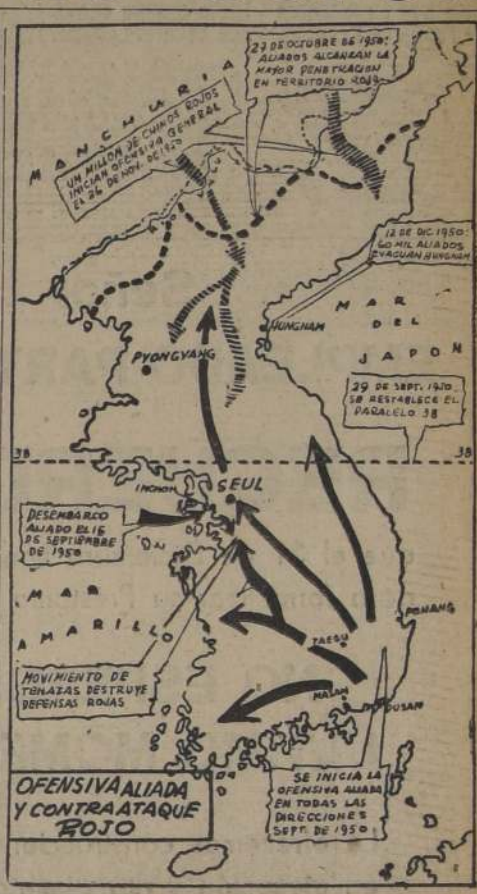 27 DE OCTUBRE DE 1950:
ALIADOS ALCANZAN LA
MAYOR PENETRACION
EN TERRITORIO ROJO
MANCHURIA
UN MILLON DE CHINOS ROJOS
INICIAN OFENSIVA GENERAL
EL 26 DE NOV. DE 1950
12 DE DIC. 1950:
60 MIL ALIADOS
EVACUAN HUNGNAM
HUNGNAM
MAR
DEL
JAPON
PYONGYANG
29 DE SEPT. 1950
SE RESTABLECE EL
PARALELO 38
38
38
INCHON
SEUL
DESEMBARCO
ALIADO EL 15
DE SEPTIEMBRE
DE 1950
MAR
AMARILLO
POHANG
TAEGU
MOVIMIENTO DE
TENAZAS DESTRUYE
DEFENSAS ROJAS
MASAN
PUSAN
OFENSIVA ALIADA
Y CONTRAATAQUE
ROJO
SE INICIA LA
OFENSIVA ALIADA
EN TODAS LAS
DIRECCIONES
SEPT. DE 1950